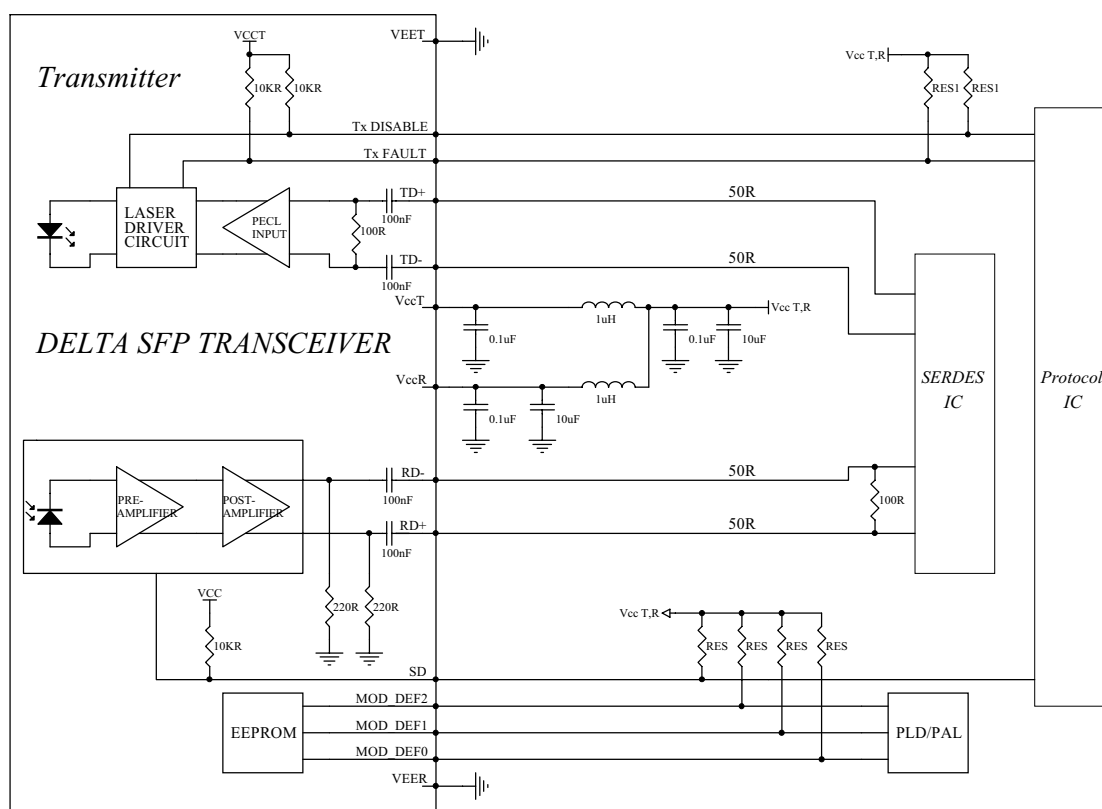 VEET
VCCT
Vcc T,R
Transmitter
10KR
10KR
RES1
RES1
Tx DISABLE
Tx FAULT
TD+
50R
LASER
DRIVER
CIRCUIT
PECL
INPUT
100R
100nF
TD-
50R
100nF
VccT
Vcc T,R
1uH
0.1uF
0.1uF
10uF
DELTA SFP TRANSCEIVER
VccR
1uH
0.1uF
10uF
SERDES
IC
Protocol
IC
RD-
50R
100nF
PRE-
AMPLIFIER
POST-
AMPLIFIER
100R
RD+
50R
100nF
VCC
220R
220R
Vcc T,R
10KR
RES
RES
RES
RES
SD
MOD_DEF2
EEPROM
MOD_DEF1
PLD/PAL
MOD_DEF0
VEER